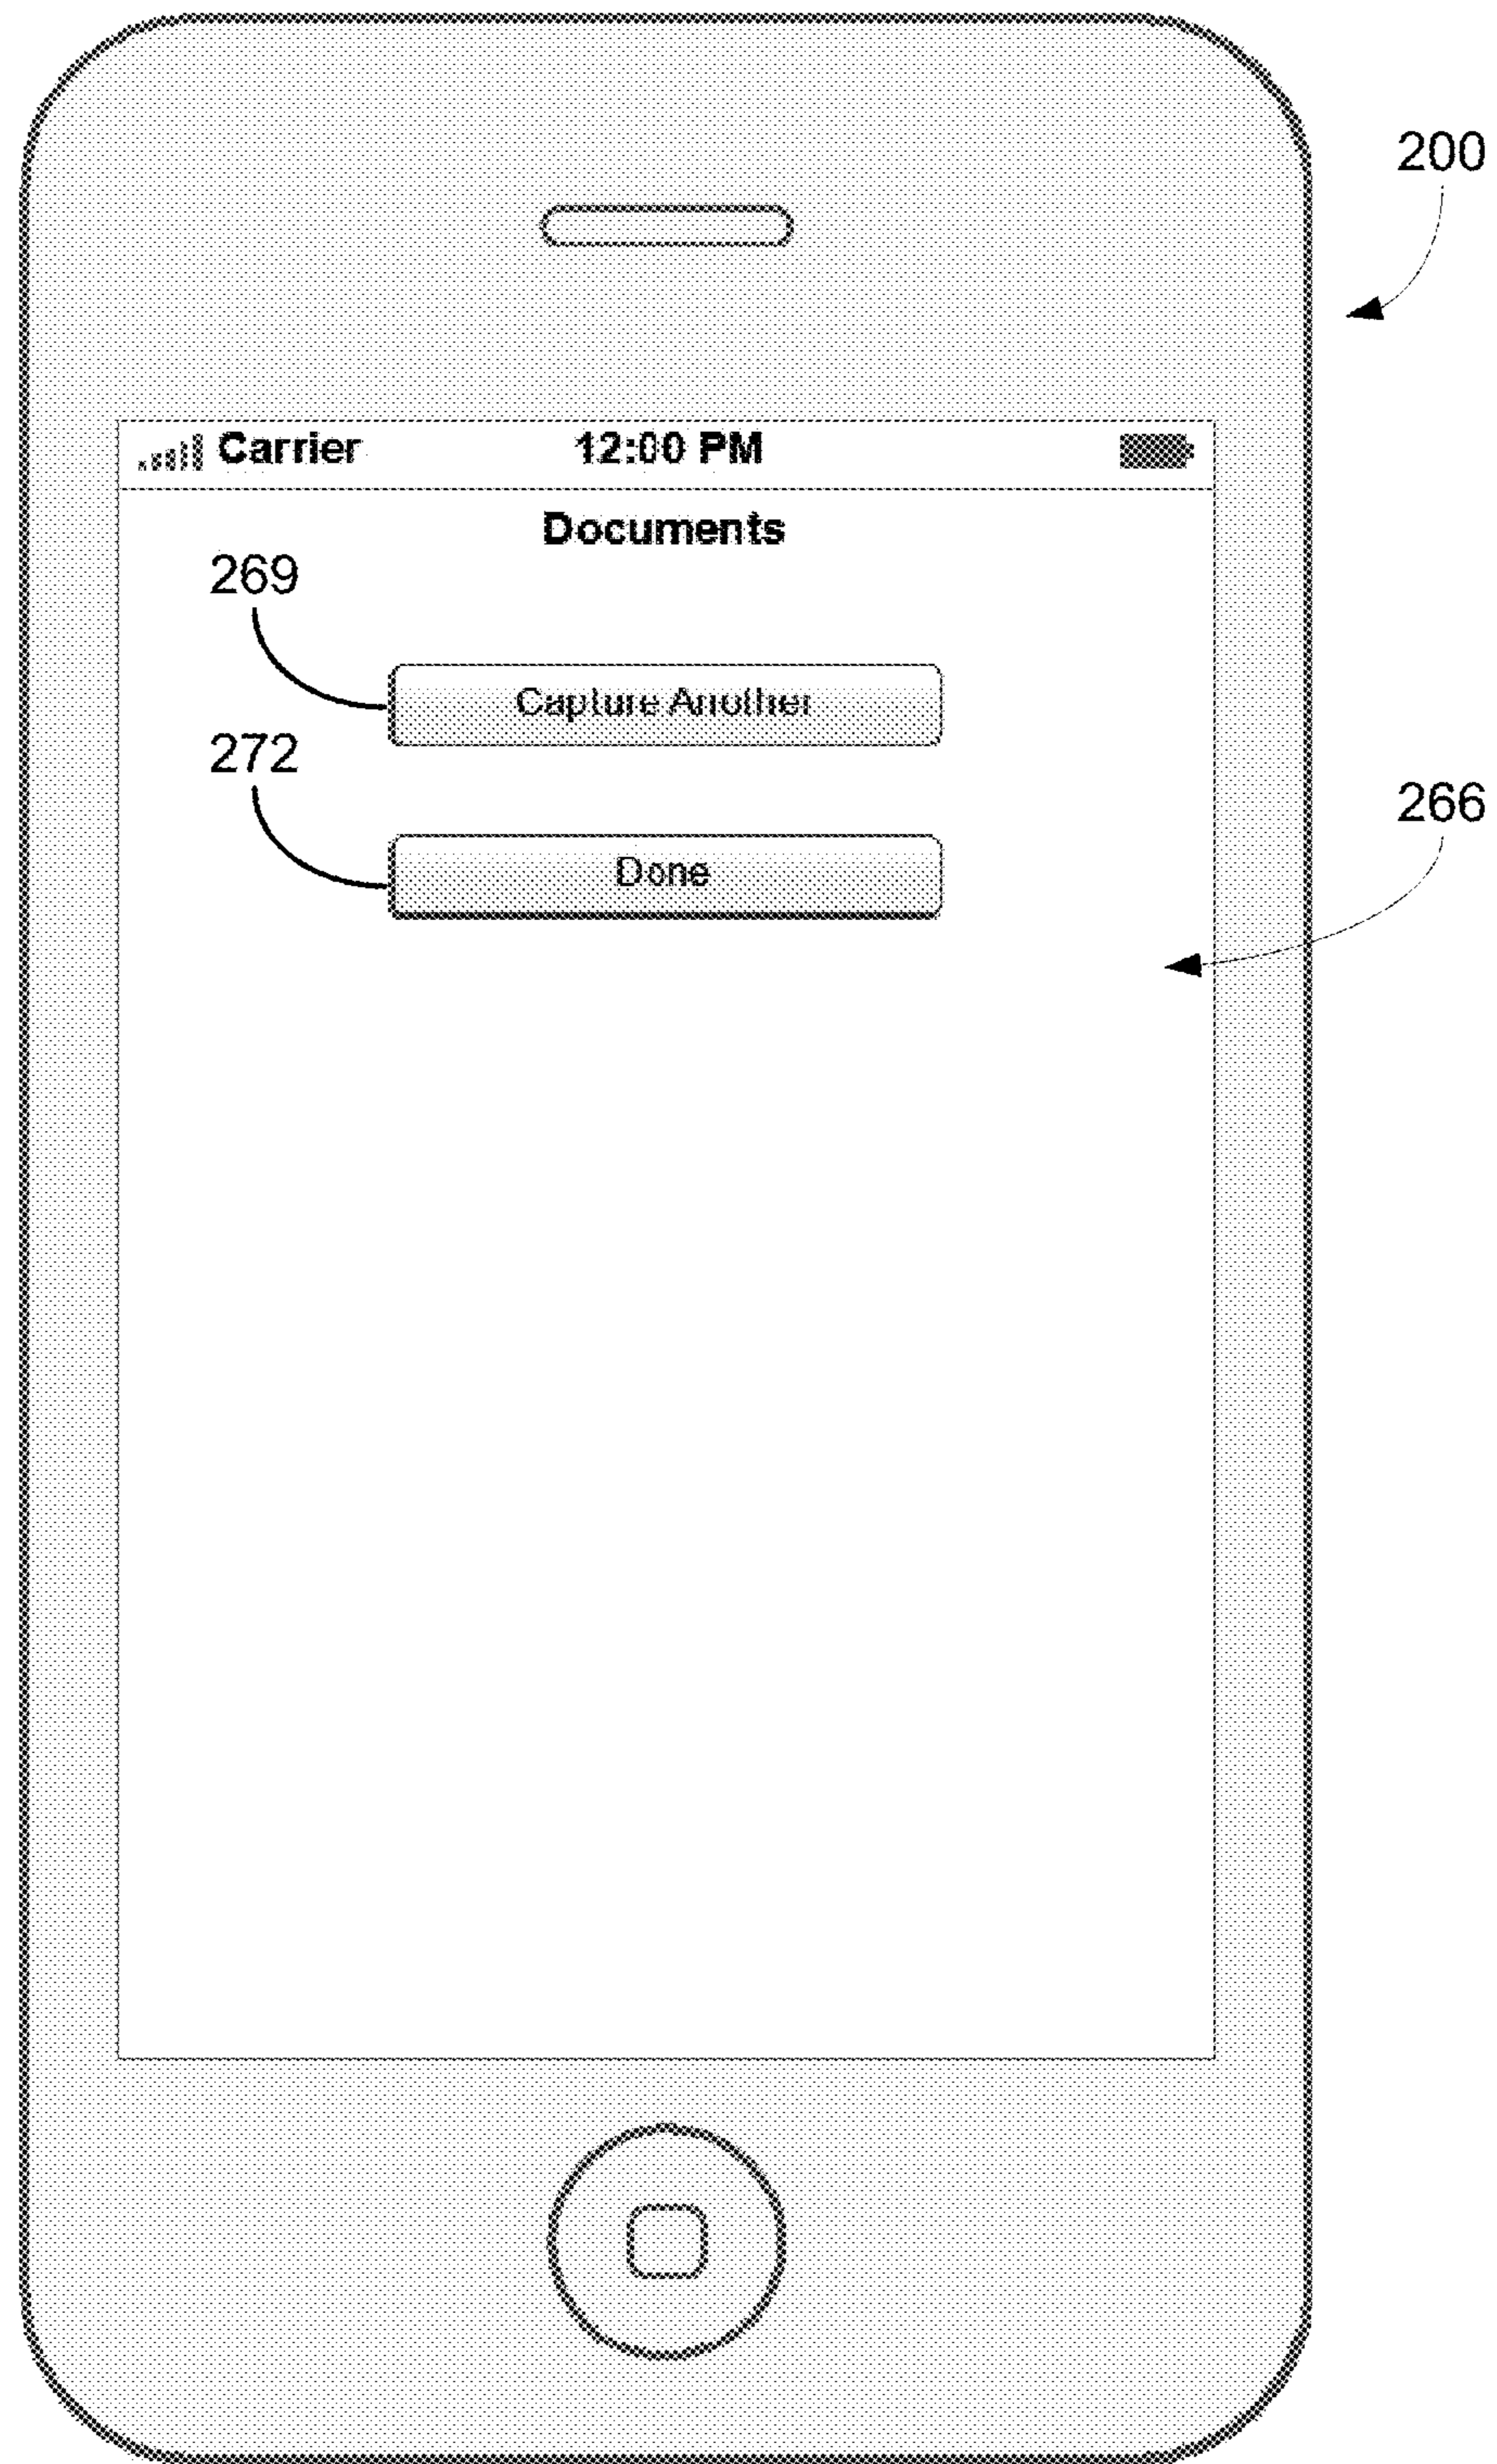 200
Carrier 12:00 PM
Documents
269
Capture Another
272
266
Done